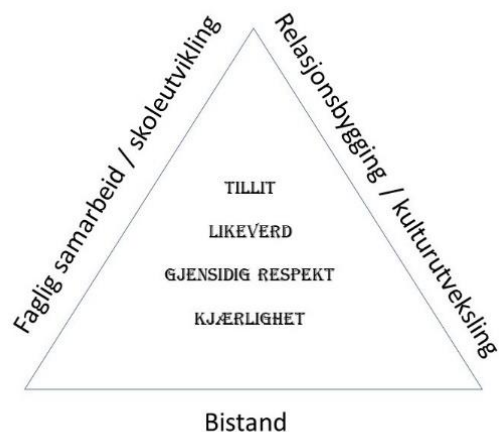 Faglig samarbeid / skoleutvikling
Relasjonsbygging / kulturutveksling
TILLIT
LIKEVERD
GJENSIDIG RESPEKT
KJÆRLIGHET
Bistand